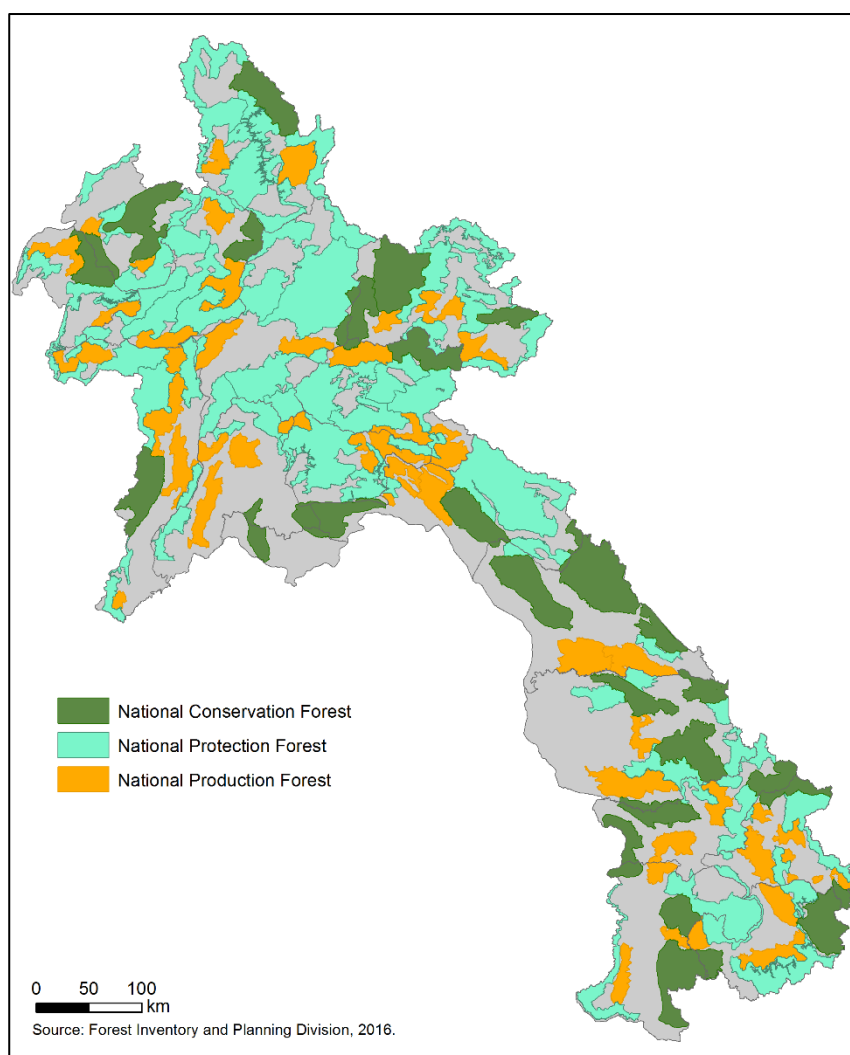 National Conservation Forest
National Protection Forest
National Production Forest
0 50 100
km
Source: Forest Inventory and Planning Division, 2016.